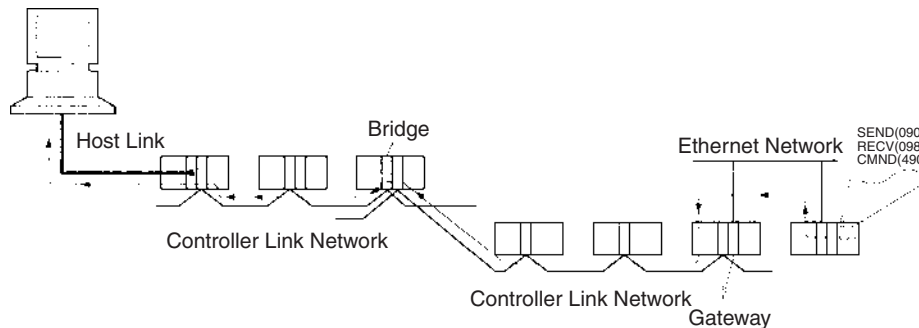 Bridge
Host Link
Ethernet Network
SEND(090
RECV(098
CMND(490
Controller Link Network
Controller Link Network
Gateway